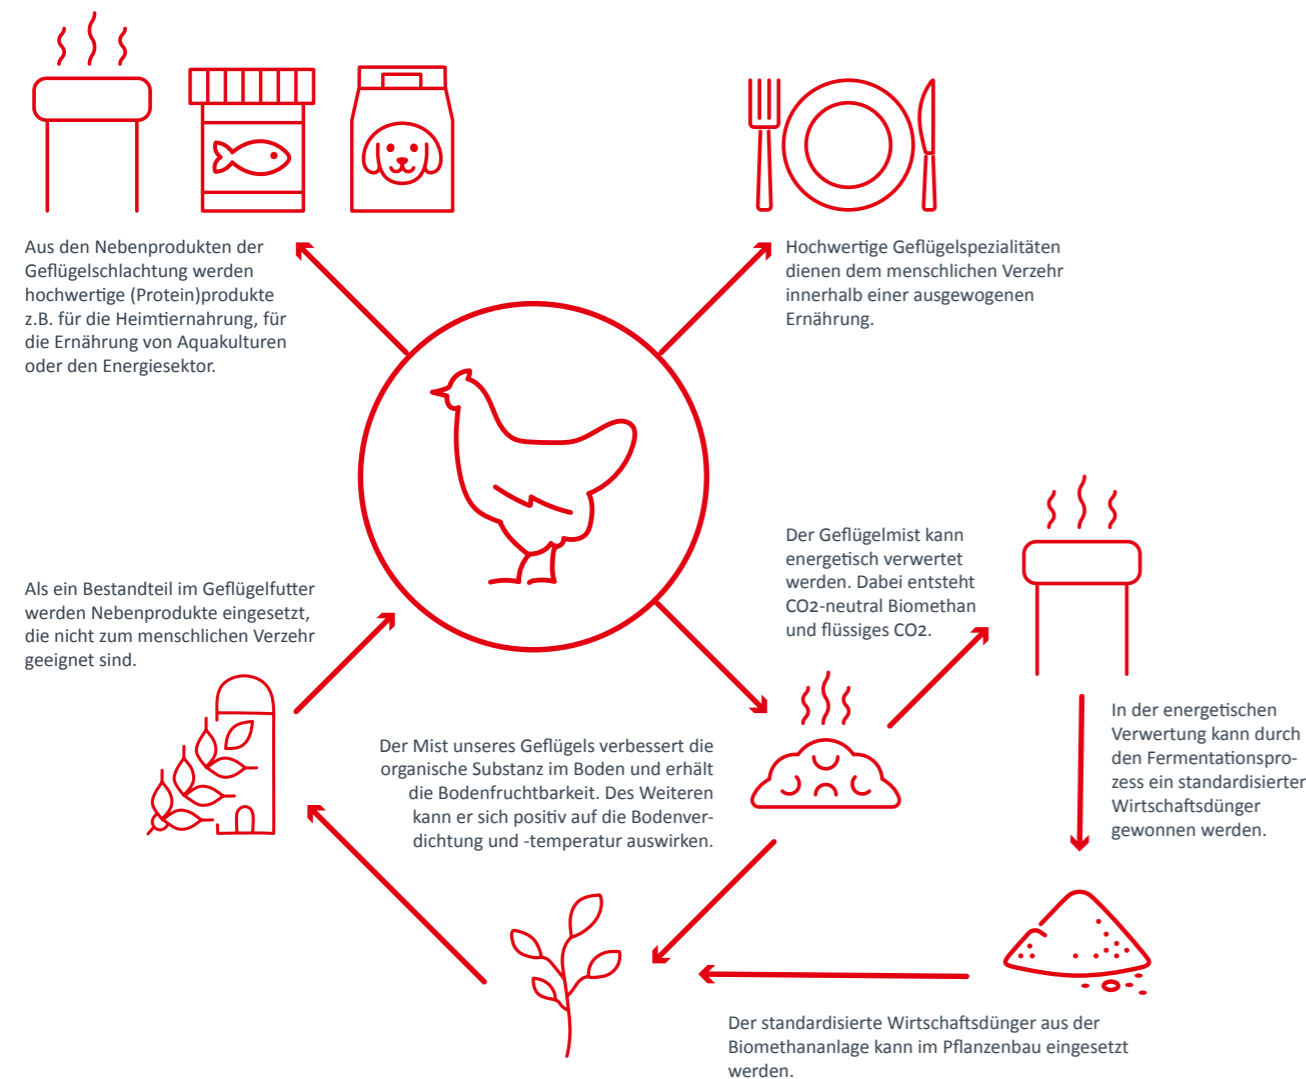 Aus den Nebenprodukten der
Geflügelschlachtung werden
hochwertige (Protein)produkte
z.B. für die Heimtiernahrung, für
die Ernährung von Aquakulturen
oder den Energiesektor.
Hochwertige Geflügelspezialitäten
dienen dem menschlichen Verzehr
innerhalb einer ausgewogenen
Ernährung.
Der Geflügelmist kann
energetisch verwertet
werden. Dabei entsteht
CO2-neutral Biomethan
und flüssiges CO2.
Als ein Bestandteil im Geflügelfutter
werden Nebenprodukte eingesetzt,
die nicht zum menschlichen Verzehr
geeignet sind.
In der energetischen
Verwertung kann durch
den Fermentationspro-
zess ein standardisierter
Wirtschaftsdünger
gewonnen werden.
Der Mist unseres Geflügels verbessert die
organische Substanz im Boden und erhält
die Bodenfruchtbarkeit. Des Weiteren
kann er sich positiv auf die Bodenver-
dichtung und -temperatur auswirken.
Der standardisierte Wirtschaftsdünger aus der
Biomethananlage kann im Pflanzenbau eingesetzt
werden.